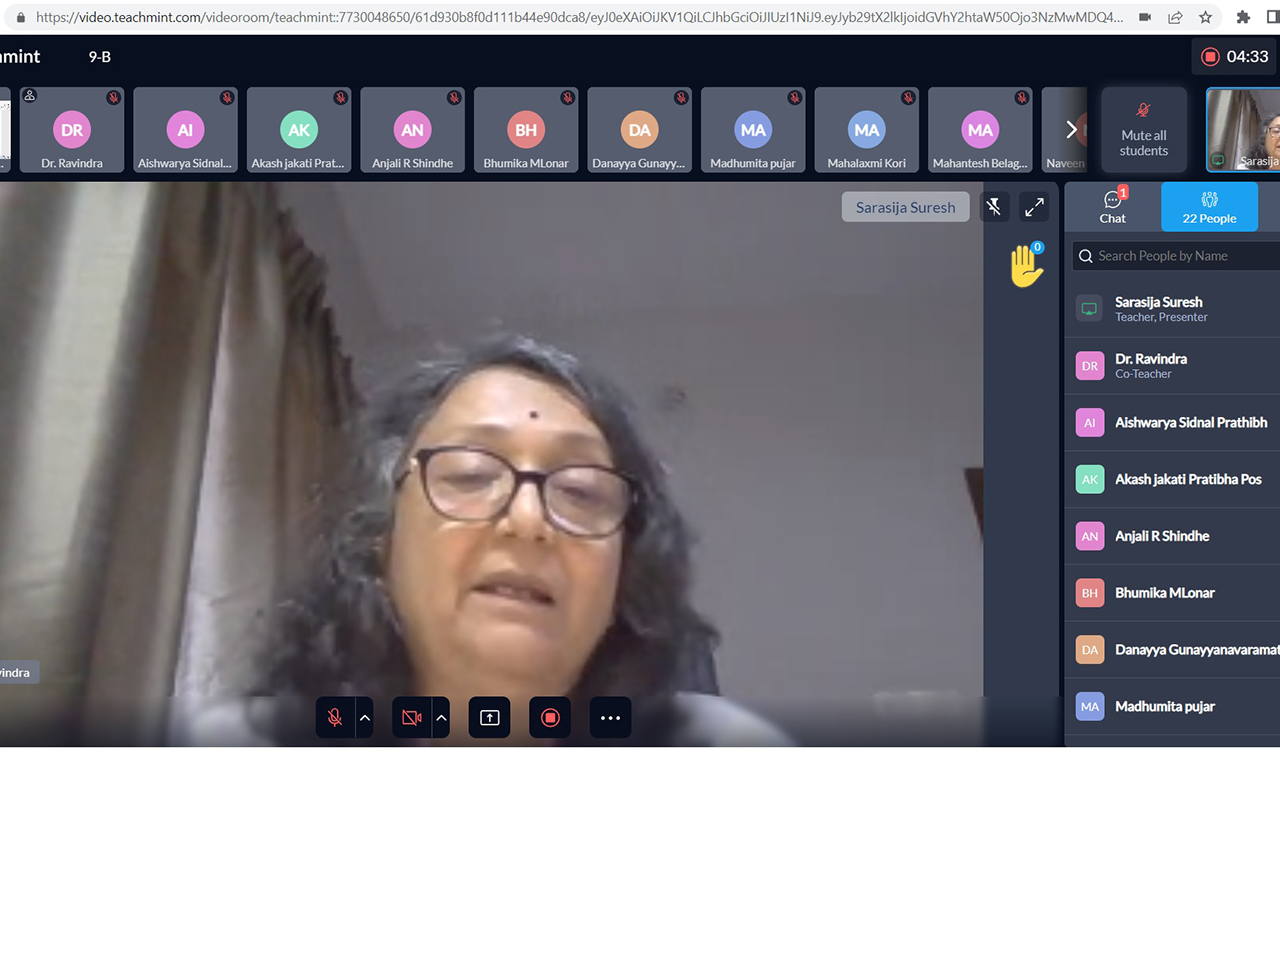 https://video.teachmint.com/videoroom/teachmint::7730048650/61d930b8f0d111b44e90dca8/eyJ0eXAiOiJKV1QiLCJhbGciOiJIUzI1NiJ9.eyJyb29tX2lkIjoidGVhY2htaW50Ojo3NzMwMDQ4...
mint
9-B
04:33
DR
AI
AK
AN
BH
DA
MA
MA
MA
Mute all
students
Dr. Ravindra
Aishwarya Sidnal...
Akash jakati Prat...
Anjali R Shindhe
Bhumika MLonar
Danayya Gunayy...
Madhumita pujar
Mahalaxmi Kori
Mahantesh Belag...
Naveen
Sarasija
Sarasija Suresh
0
1
Chat
22 People
Search People by Name
Sarasija Suresh
Teacher, Presenter
DR
Dr. Ravindra
Co-Teacher
AI
Aishwarya Sidnal Prathibh
AK
Akash jakati Pratibha Pos
AN
Anjali R Shindhe
BH
Bhumika MLonar
DA
Danayya Gunayyanavaramat
MA
Madhumita pujar
vindra